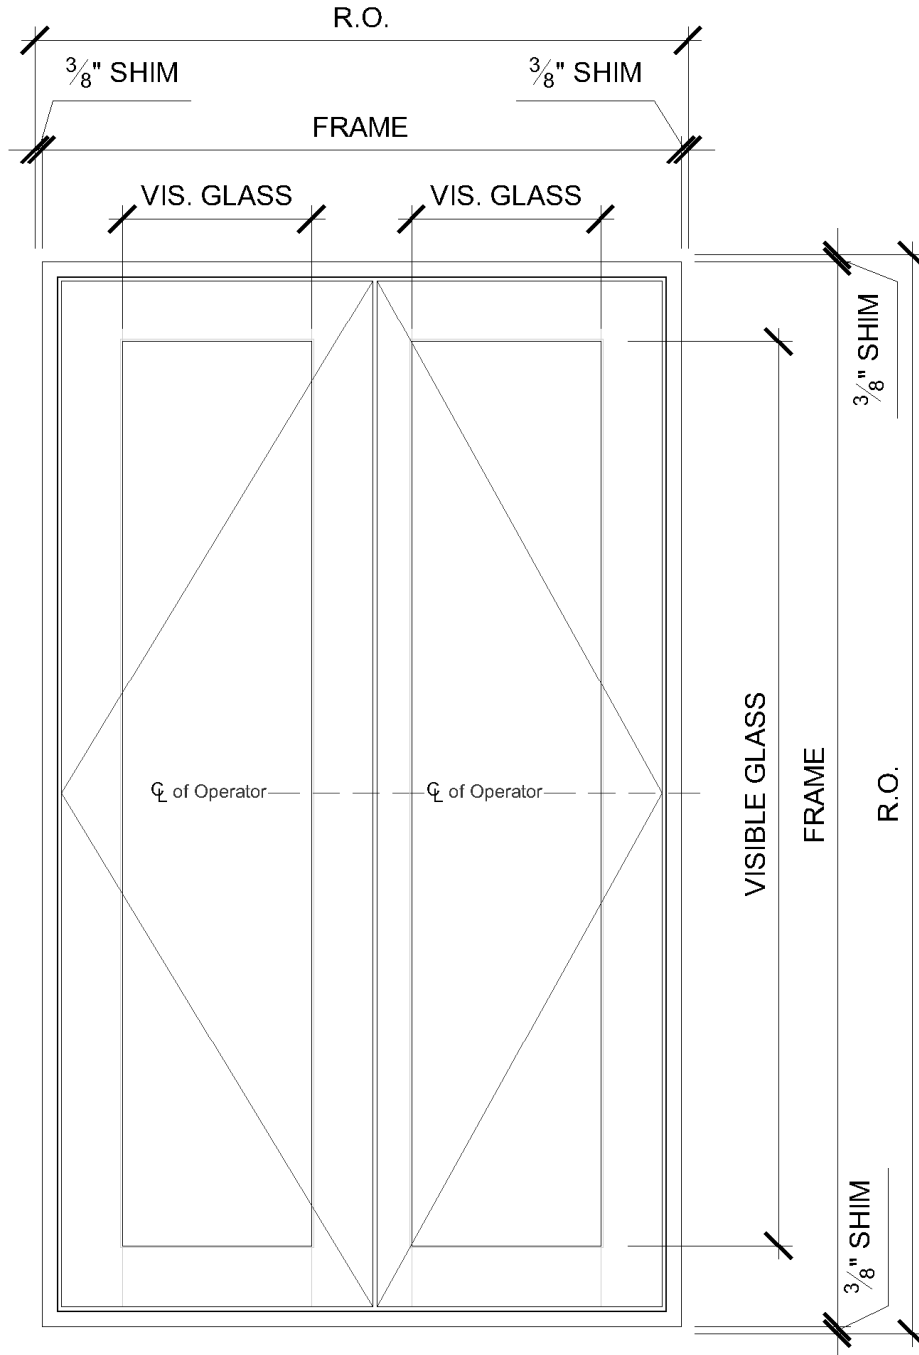 R.O.
3/8" SHIM
3/8" SHIM
FRAME
VIS. GLASS
VIS. GLASS
3/8" SHIM
VISIBLE GLASS
FRAME
R.O.
℄ of Operator
℄ of Operator
3/8" SHIM